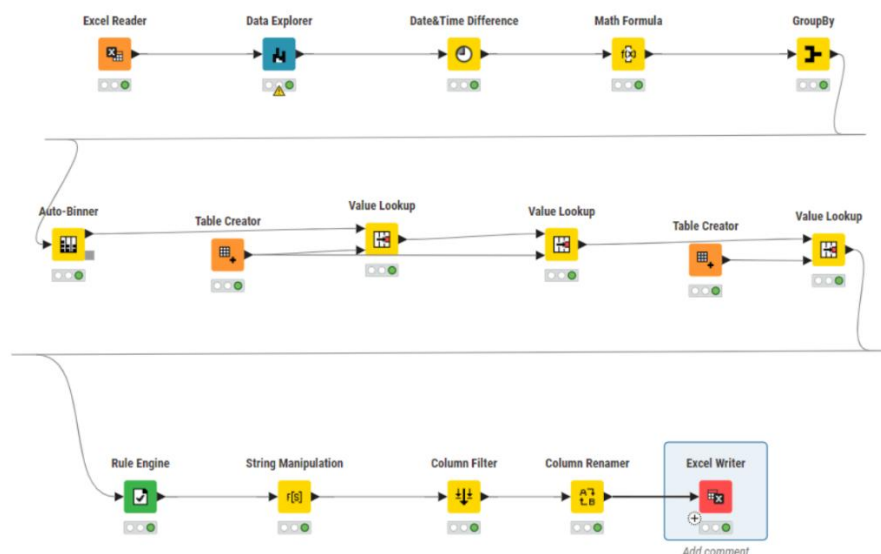 Excel Reader
Data Explorer
Date&Time Difference
Math Formula
GroupBy
f(x)
Auto-Binner
Table Creator
Value Lookup
Value Lookup
Table Creator
Value Lookup
Rule Engine
String Manipulation
Column Filter
Column Renamer
Excel Writer
f[s]
A
B
Add comment